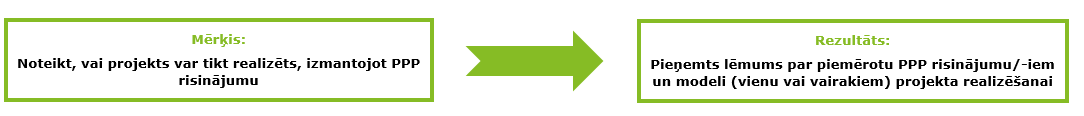 Mērķis:
Noteikt, vai projekts var tikt realizēts, izmantojot PPP
risinājumu
Rezultāts:
Pieņemts lēmums par piemērotu PPP risinājumu/-iem
un modeli (vienu vai vairakiem) projekta realizēšanai